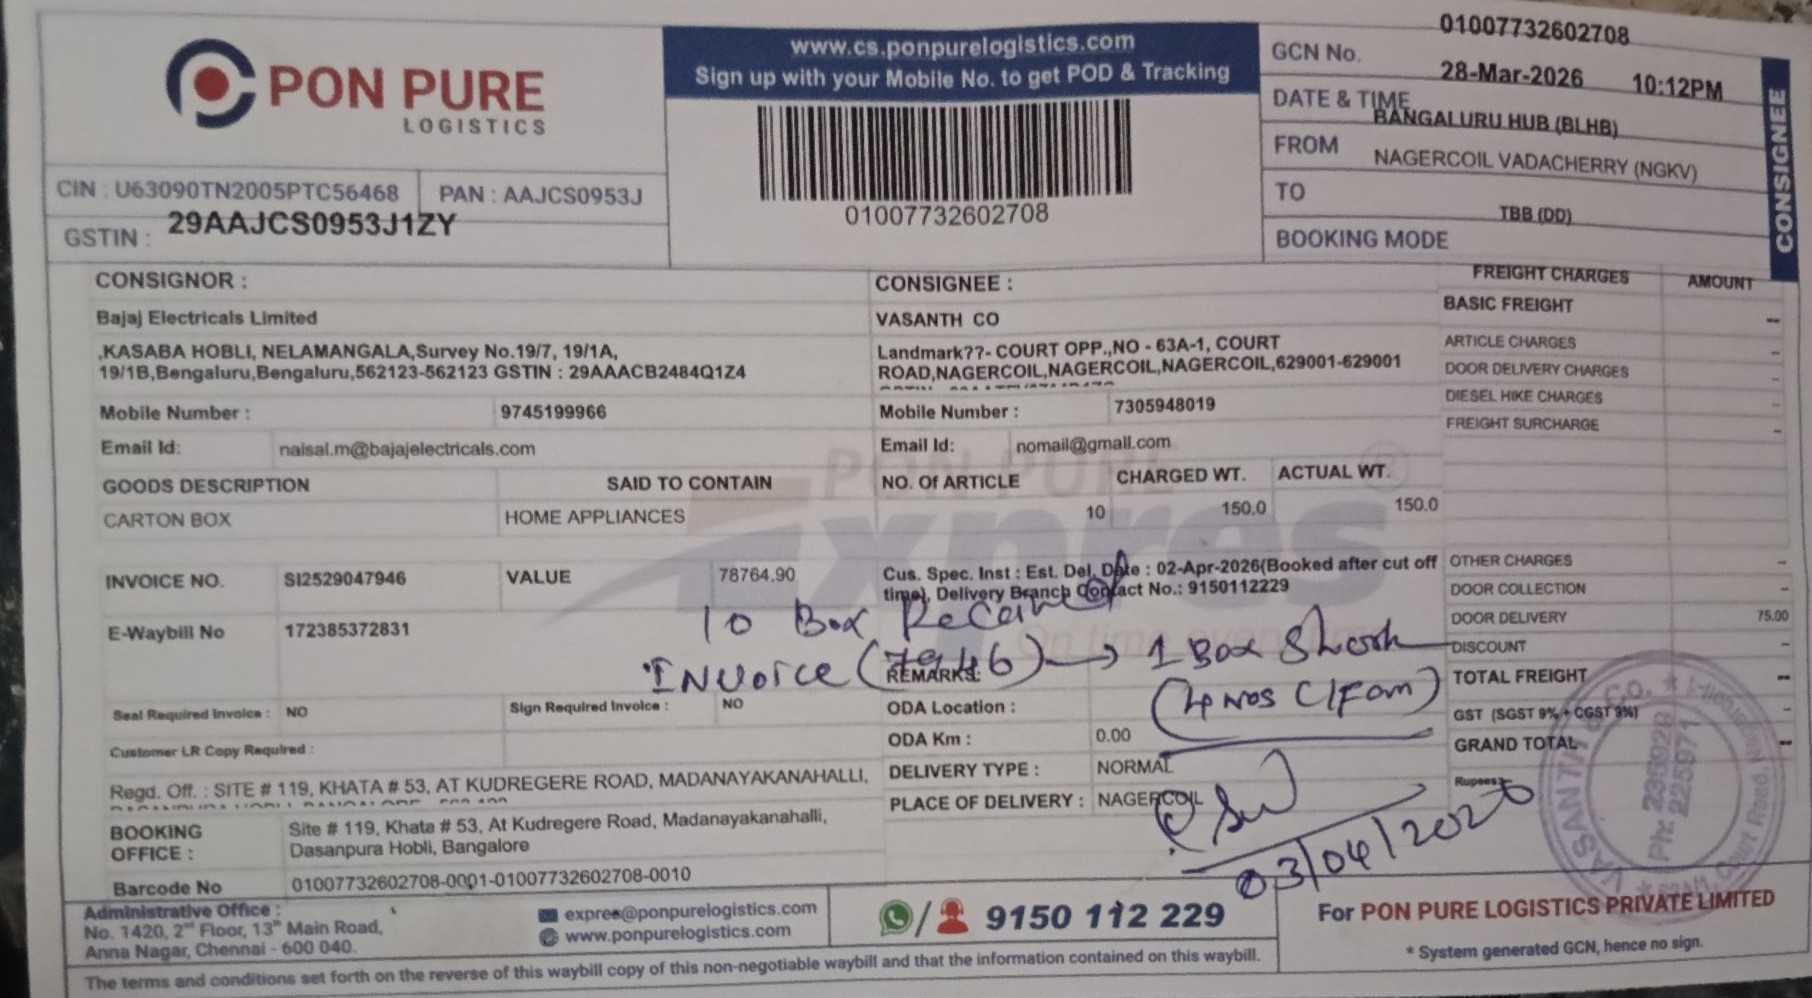 PON PURE
LOGISTICS
www.cs.ponpurelogistics.com
Sign up with your Mobile No. to get POD & Tracking
01007732602708
GCN No. 01007732602708
DATE & TIME 28-Mar-2026 10:12PM
FROM BANGALURU HUB (BLHB)
TO NAGERCOIL VADACHERRY (NGKV)
BOOKING MODE TBB (DD)
CONSIGNEE
CIN : U63090TN2005PTC56468 PAN : AAJCS0953J
GSTIN : 29AAJCS0953J1ZY
CONSIGNOR :
Bajaj Electricals Limited
,KASABA HOBLI, NELAMANGALA,Survey No.19/7, 19/1A,
19/1B,Bengaluru,Bengaluru,562123-562123 GSTIN : 29AAACB2484Q1Z4
Mobile Number : 9745199966
Email Id: naisal.m@bajajelectricals.com
CONSIGNEE :
VASANTH CO
Landmark??- COURT OPP.,NO - 63A-1, COURT
ROAD,NAGERCOIL,NAGERCOIL,NAGERCOIL,629001-629001
Mobile Number : 7305948019
Email Id: nomail@gmail.com
FREIGHT CHARGES AMOUNT
BASIC FREIGHT --
ARTICLE CHARGES -
DOOR DELIVERY CHARGES -
DIESEL HIKE CHARGES -
FREIGHT SURCHARGE -
GOODS DESCRIPTION SAID TO CONTAIN NO. Of ARTICLE CHARGED WT. ACTUAL WT.
CARTON BOX HOME APPLIANCES 10 150.0 150.0
PON PURE
Xpres
On time every time
INVOICE NO. SI2529047946 VALUE 78764.90
E-Waybill No 172385372831
Cus. Spec. Inst : Est. Del. Date : 02-Apr-2026(Booked after cut off
time), Delivery Branch Contact No.: 9150112229
10 Box Received
INVoice (7946) → 1 Box Short
(4 Nos C/Fam)
03/04/2026
OTHER CHARGES -
DOOR COLLECTION -
DOOR DELIVERY 75.00
DISCOUNT -
TOTAL FREIGHT --
GST (SGST 9% + CGST 9%) -
GRAND TOTAL --
Rupees:
REMARKS:
Seal Required Invoice : NO Sign Required Invoice : NO
Customer LR Copy Required :
ODA Location :
ODA Km : 0.00
DELIVERY TYPE : NORMAL
PLACE OF DELIVERY : NAGERCOIL
Regd. Off. : SITE # 119, KHATA # 53, AT KUDREGERE ROAD, MADANAYAKANAHALLI,
BOOKING OFFICE : Site # 119, Khata # 53, At Kudregere Road, Madanayakanahalli,
Dasanpura Hobli, Bangalore
Barcode No 01007732602708-0001-01007732602708-0010
VASANTH & CO.
Court Road,
Administrative Office :
No. 1420, 2nd Floor, 13th Main Road,
Anna Nagar, Chennai - 600 040.
expree@ponpurelogistics.com
www.ponpurelogistics.com
9150 112 229
For PON PURE LOGISTICS PRIVATE LIMITED
* System generated GCN, hence no sign.
The terms and conditions set forth on the reverse of this waybill copy of this non-negotiable waybill and that the information contained on this waybill.